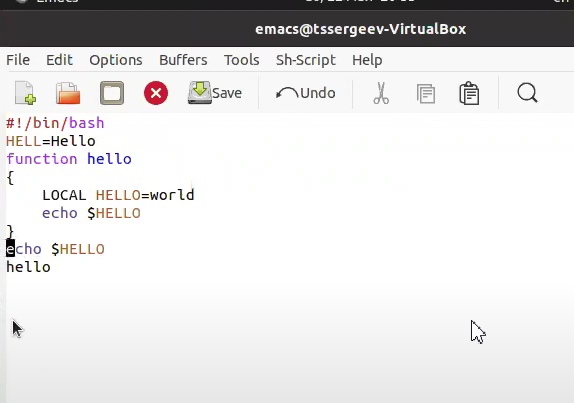 Emacs
emacs@tssergeev-VirtualBox
File Edit Options Buffers Tools Sh-Script Help
Save Undo
#!/bin/bash
HELL=Hello
function hello
{
    LOCAL HELLO=world
    echo $HELLO
}
echo $HELLO
hello